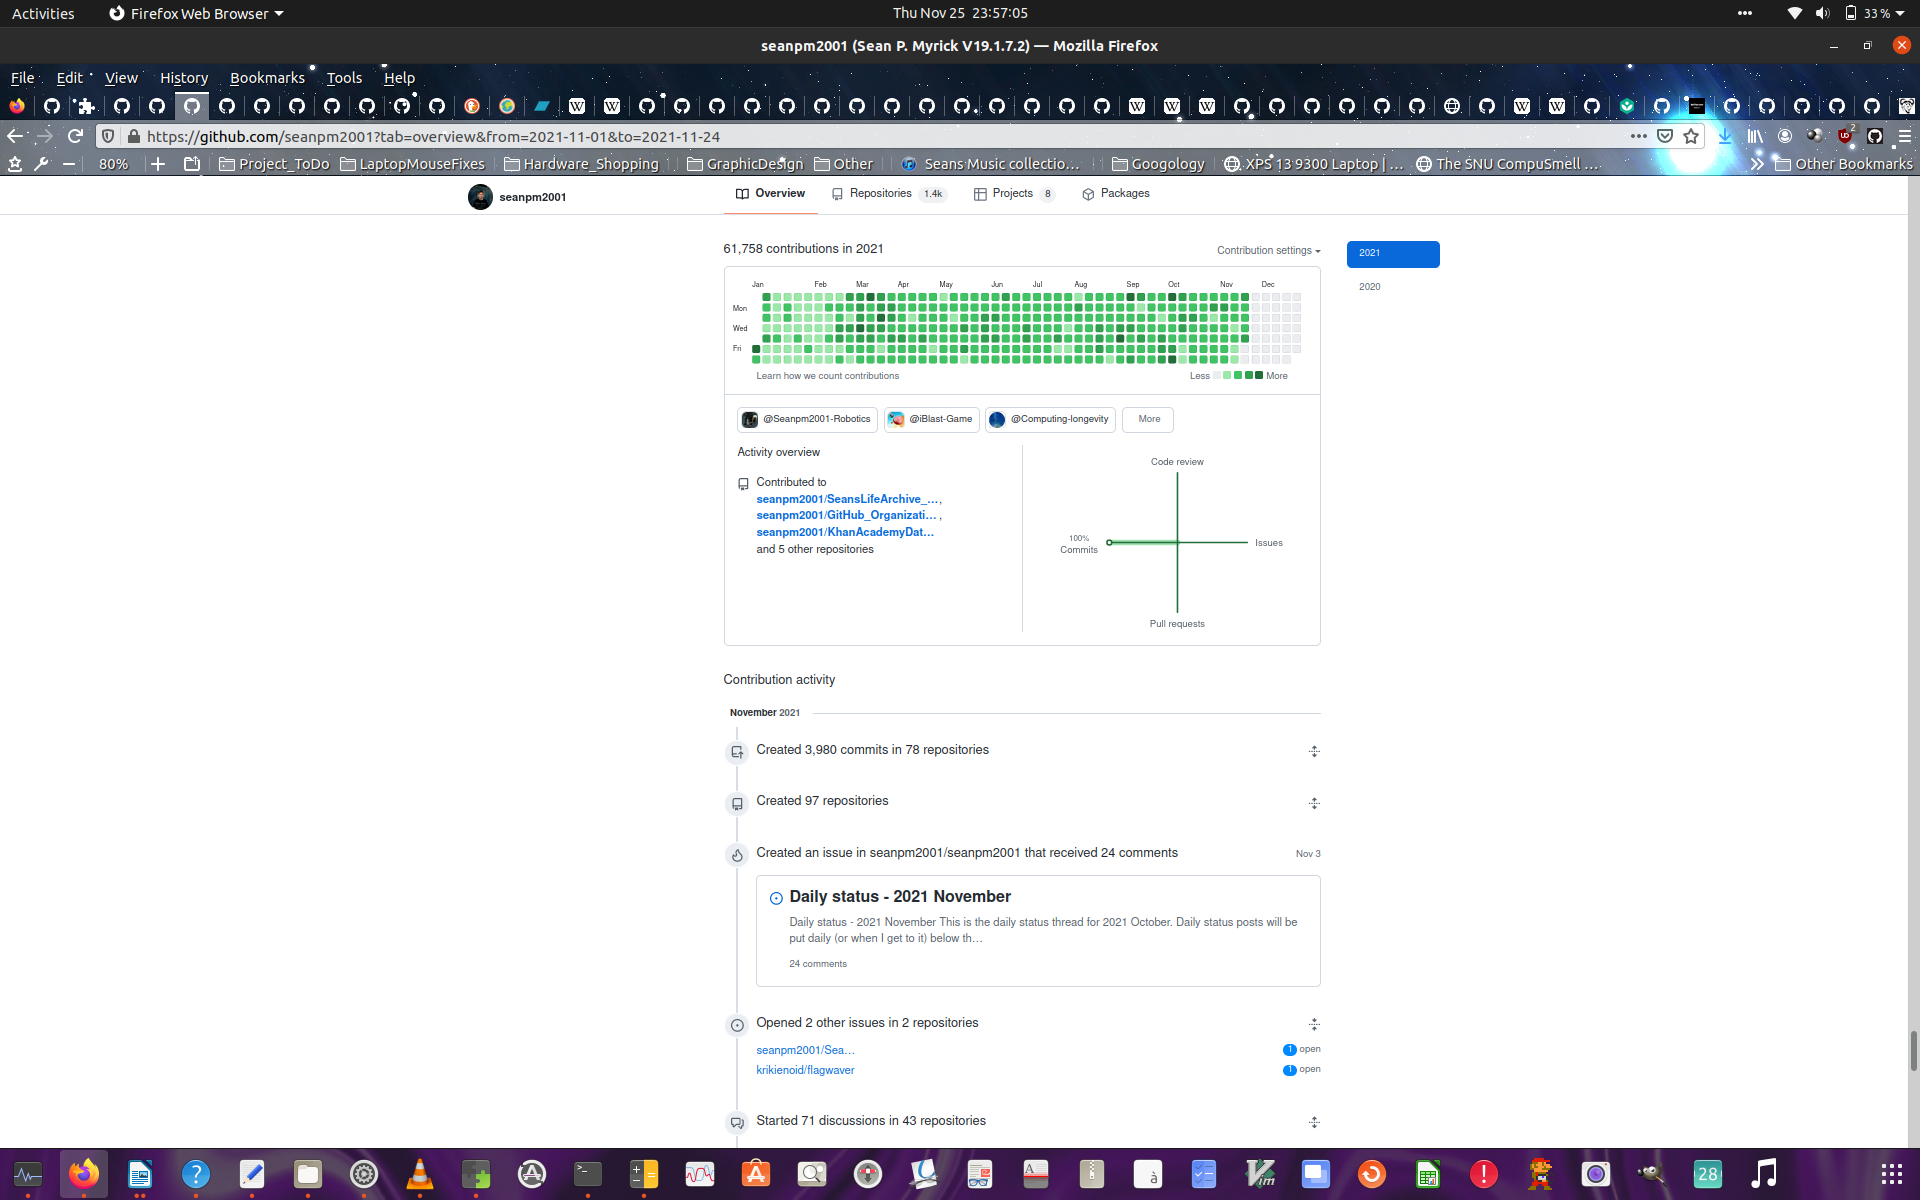 Activities Firefox Web Browser Thu Nov 25 23:57:05 33 %
seanpm2001 (Sean P. Myrick V19.1.7.2) — Mozilla Firefox
File Edit View History Bookmarks Tools Help
https://github.com/seanpm2001?tab=overview&from=2021-11-01&to=2021-11-24
80% Project_ToDo LaptopMouseFixes Hardware_Shopping GraphicDesign Other Seans Music collectio… Googology XPS 13 9300 Laptop | … The SNU CompuSmell … Other Bookmarks
seanpm2001 Overview Repositories 1.4k Projects 8 Packages
61,758 contributions in 2021 Contribution settings 2021
2020
Jan Feb Mar Apr May Jun Jul Aug Sep Oct Nov Dec
Mon
Wed
Fri
Learn how we count contributions Less More
@Seanpm2001-Robotics @iBlast-Game @Computing-longevity More
Activity overview
Contributed to
seanpm2001/SeansLifeArchive_… ,
seanpm2001/GitHub_Organizati… ,
seanpm2001/KhanAcademyDat…
and 5 other repositories
Code review
100%
Commits
Issues
Pull requests
Contribution activity
November 2021
Created 3,980 commits in 78 repositories
Created 97 repositories
Created an issue in seanpm2001/seanpm2001 that received 24 comments Nov 3
Daily status - 2021 November
Daily status - 2021 November This is the daily status thread for 2021 October. Daily status posts will be
put daily (or when I get to it) below th…
24 comments
Opened 2 other issues in 2 repositories
seanpm2001/Sea… 1 open
krikienoid/flagwaver 1 open
Started 71 discussions in 43 repositories
28